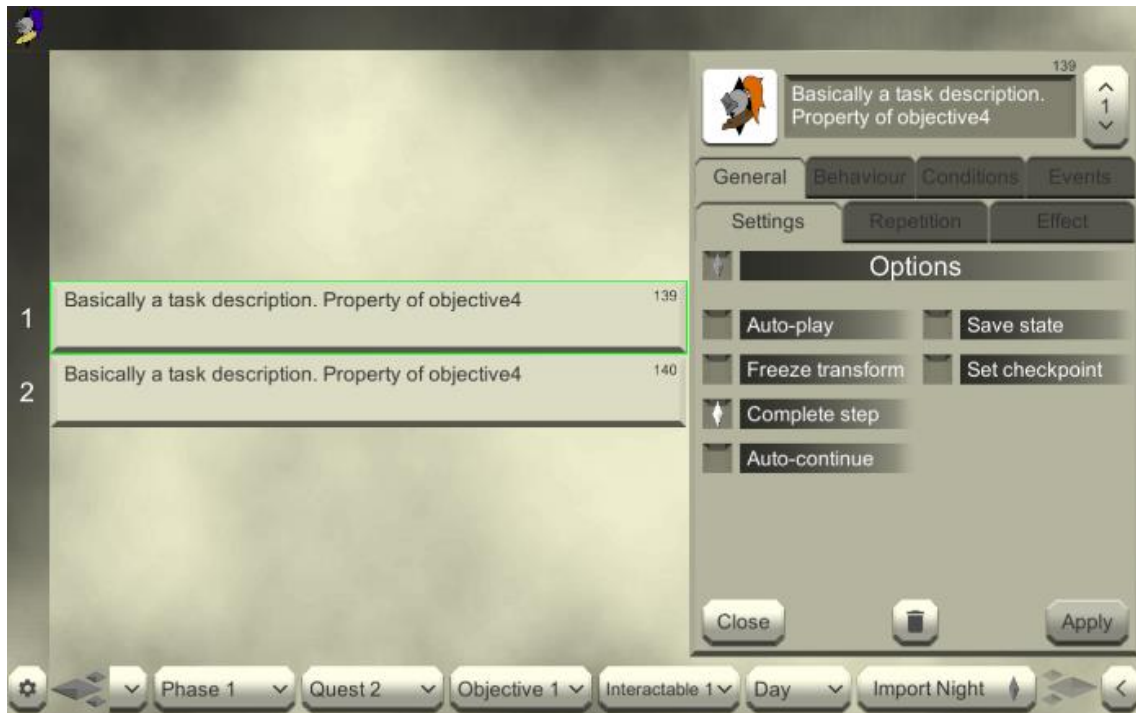 139
Basically a task description.
Property of objective4
1
General Behaviour Conditions Events
Settings Repetition Effect
Options
Auto-play Save state
Freeze transform Set checkpoint
Complete step
Auto-continue
Close Apply
1 Basically a task description. Property of objective4 139
2 Basically a task description. Property of objective4 140
Phase 1 Quest 2 Objective 1 Interactable 1 Day Import Night